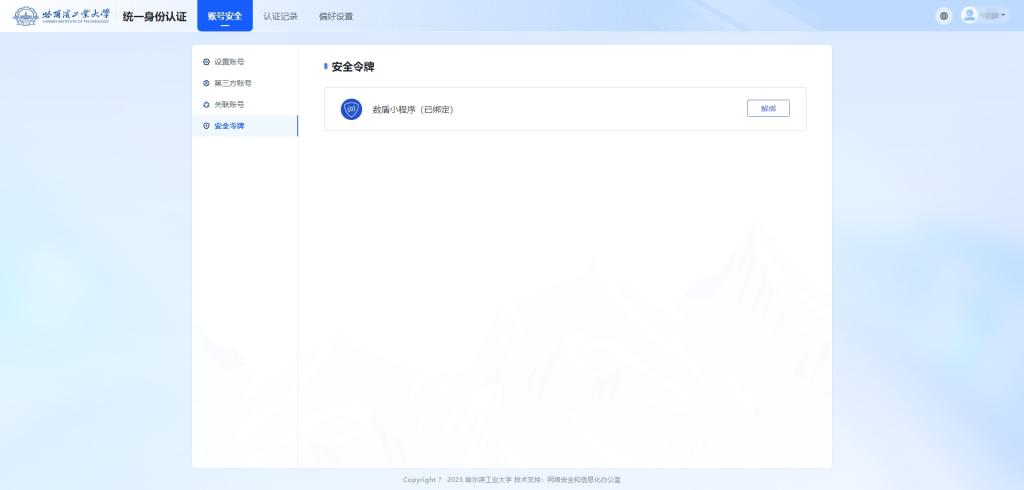 哈尔滨工业大学
HARBIN INSTITUTE OF TECHNOLOGY
统一身份认证
账号安全
认证记录
偏好设置
设置账号
第三方账号
关联账号
安全令牌
安全令牌
数盾小程序（已绑定）
解绑
Copyright ? 2023 哈尔滨工业大学 技术支持：网络安全和信息化办公室